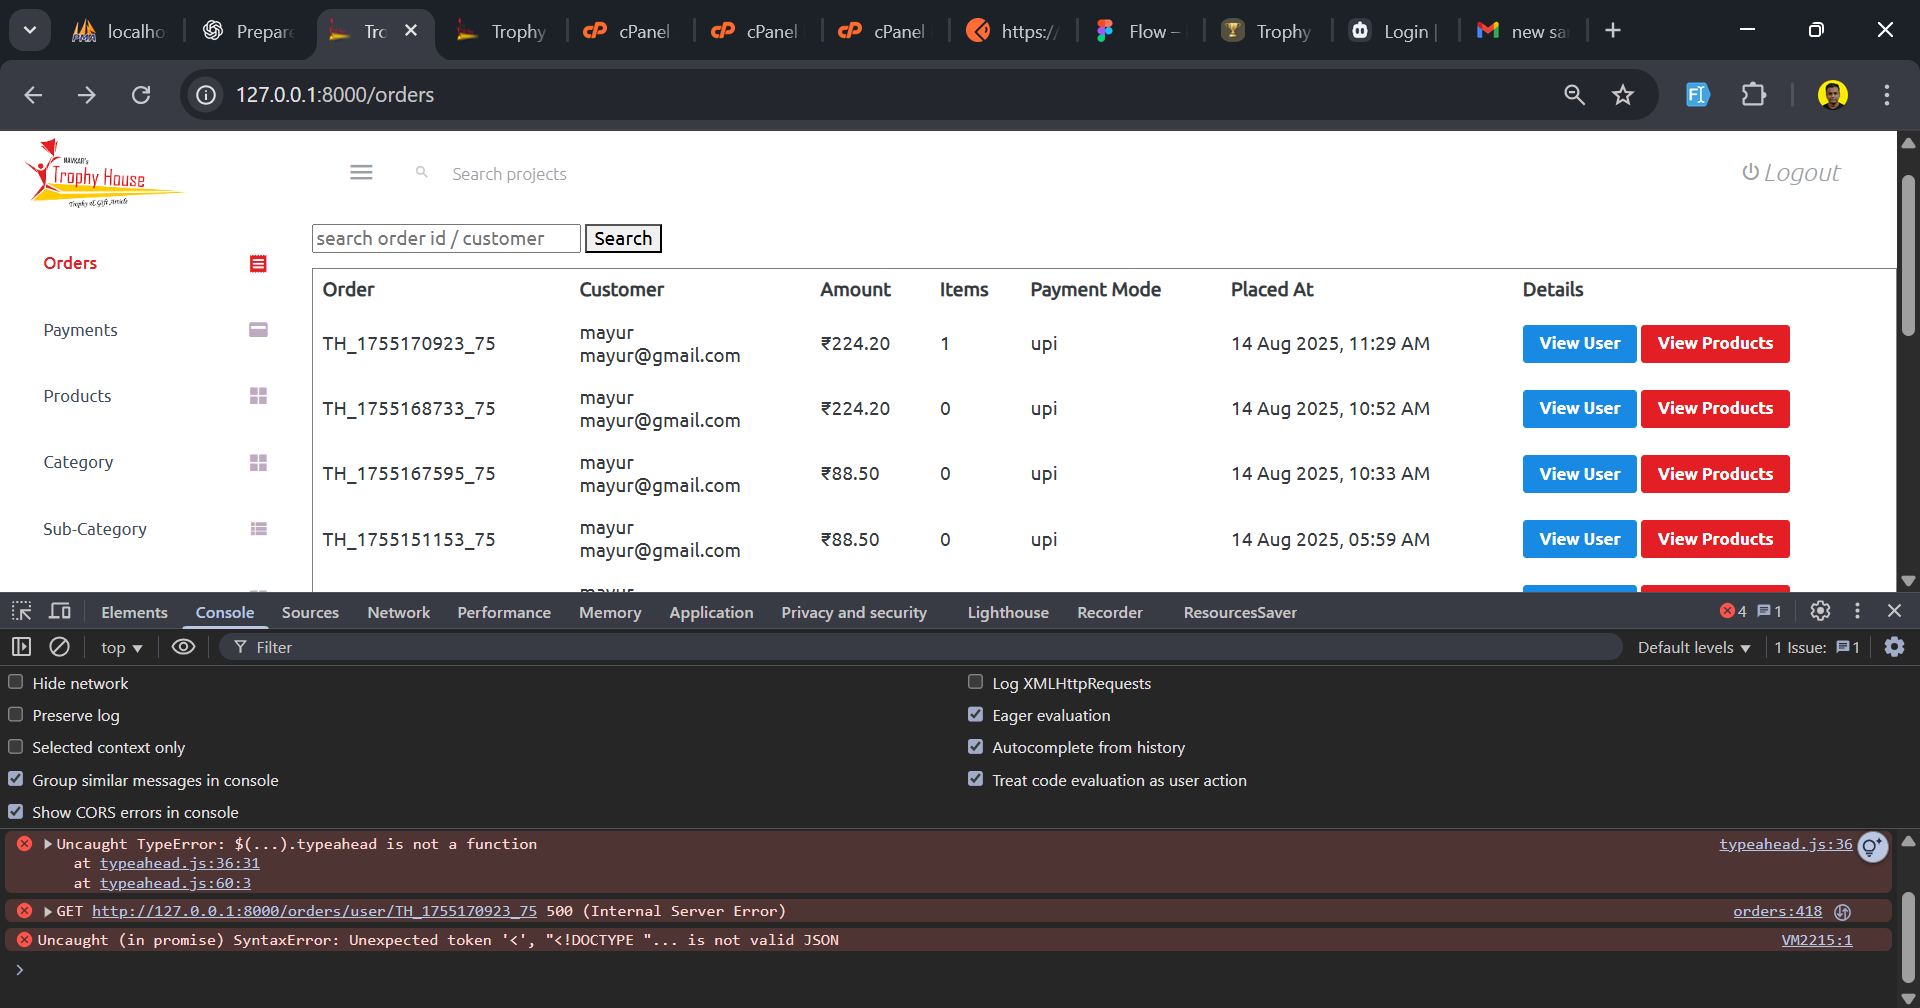 localho
Prepare
Tro
Trophy
cPanel
cPanel
cPanel
https:/
Flow –
Trophy
Login |
new sa
127.0.0.1:8000/orders
NAVKAR's
Trophy House
Trophy & Gift Article
Search projects
Logout
search order id / customer
Search
Orders
Payments
Products
Category
Sub-Category
Order Customer Amount Items Payment Mode Placed At Details
TH_1755170923_75 mayur mayur@gmail.com ₹224.20 1 upi 14 Aug 2025, 11:29 AM View User View Products
TH_1755168733_75 mayur mayur@gmail.com ₹224.20 0 upi 14 Aug 2025, 10:52 AM View User View Products
TH_1755167595_75 mayur mayur@gmail.com ₹88.50 0 upi 14 Aug 2025, 10:33 AM View User View Products
TH_1755151153_75 mayur mayur@gmail.com ₹88.50 0 upi 14 Aug 2025, 05:59 AM View User View Products
Elements Console Sources Network Performance Memory Application Privacy and security Lighthouse Recorder ResourcesSaver 4 1
top Filter Default levels 1 Issue: 1
Hide network
Preserve log
Selected context only
Group similar messages in console
Show CORS errors in console
Log XMLHttpRequests
Eager evaluation
Autocomplete from history
Treat code evaluation as user action
Uncaught TypeError: $(...).typeahead is not a function typeahead.js:36
at typeahead.js:36:31
at typeahead.js:60:3
GET http://127.0.0.1:8000/orders/user/TH_1755170923_75 500 (Internal Server Error) orders:418
Uncaught (in promise) SyntaxError: Unexpected token '<', "<!DOCTYPE "... is not valid JSON VM2215:1